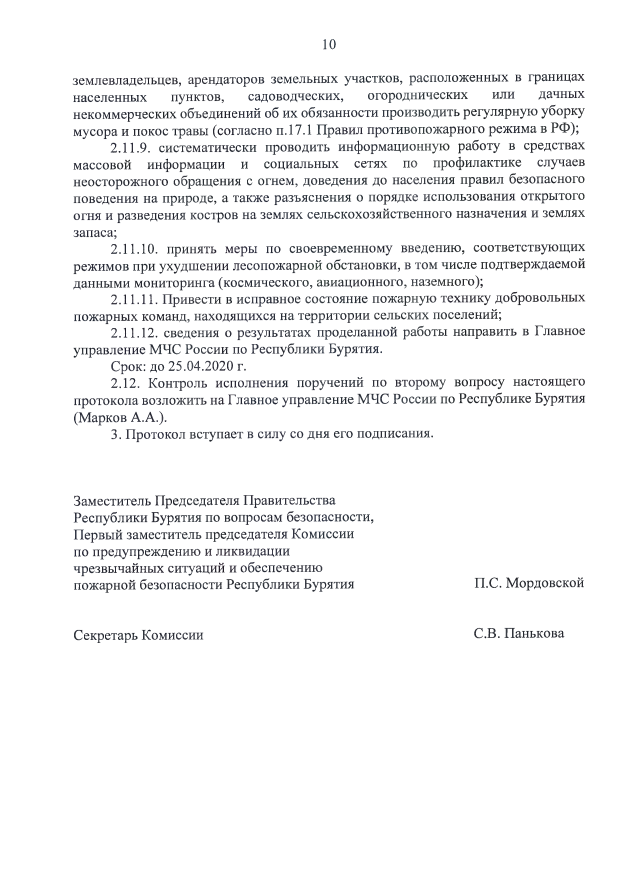 10
землевладельцев, арендаторов земельных участков, расположенных в границах
населенных пунктов, садоводческих, огороднических или дачных
некоммерческих объединений об их обязанности производить регулярную уборку
мусора и покос травы (согласно п.17.1 Правил противопожарного режима в РФ);
2.11.9. систематически проводить информационную работу в средствах
массовой информации и социальных сетях по профилактике случаев
неосторожного обращения с огнем, доведения до населения правил безопасного
поведения на природе, а также разъяснения о порядке использования открытого
огня и разведения костров на землях сельскохозяйственного назначения и землях
запаса;
2.11.10. принять меры по своевременному введению, соответствующих
режимов при ухудшении лесопожарной обстановки, в том числе подтверждаемой
данными мониторинга (космического, авиационного, наземного);
2.11.11. Привести в исправное состояние пожарную технику добровольных
пожарных команд, находящихся на территории сельских поселений;
2.11.12. сведения о результатах проделанной работы направить в Главное
управление МЧС России по Республики Бурятия.
Срок: до 25.04.2020 г.
2.12. Контроль исполнения поручений по второму вопросу настоящего
протокола возложить на Главное управление МЧС России по Республике Бурятия
(Марков А.А.).
3. Протокол вступает в силу со дня его подписания.
Заместитель Председателя Правительства
Республики Бурятия по вопросам безопасности,
Первый заместитель председателя Комиссии
по предупреждению и ликвидации
чрезвычайных ситуаций и обеспечению
пожарной безопасности Республики Бурятия П.С. Мордовской
Секретарь Комиссии С.В. Панькова